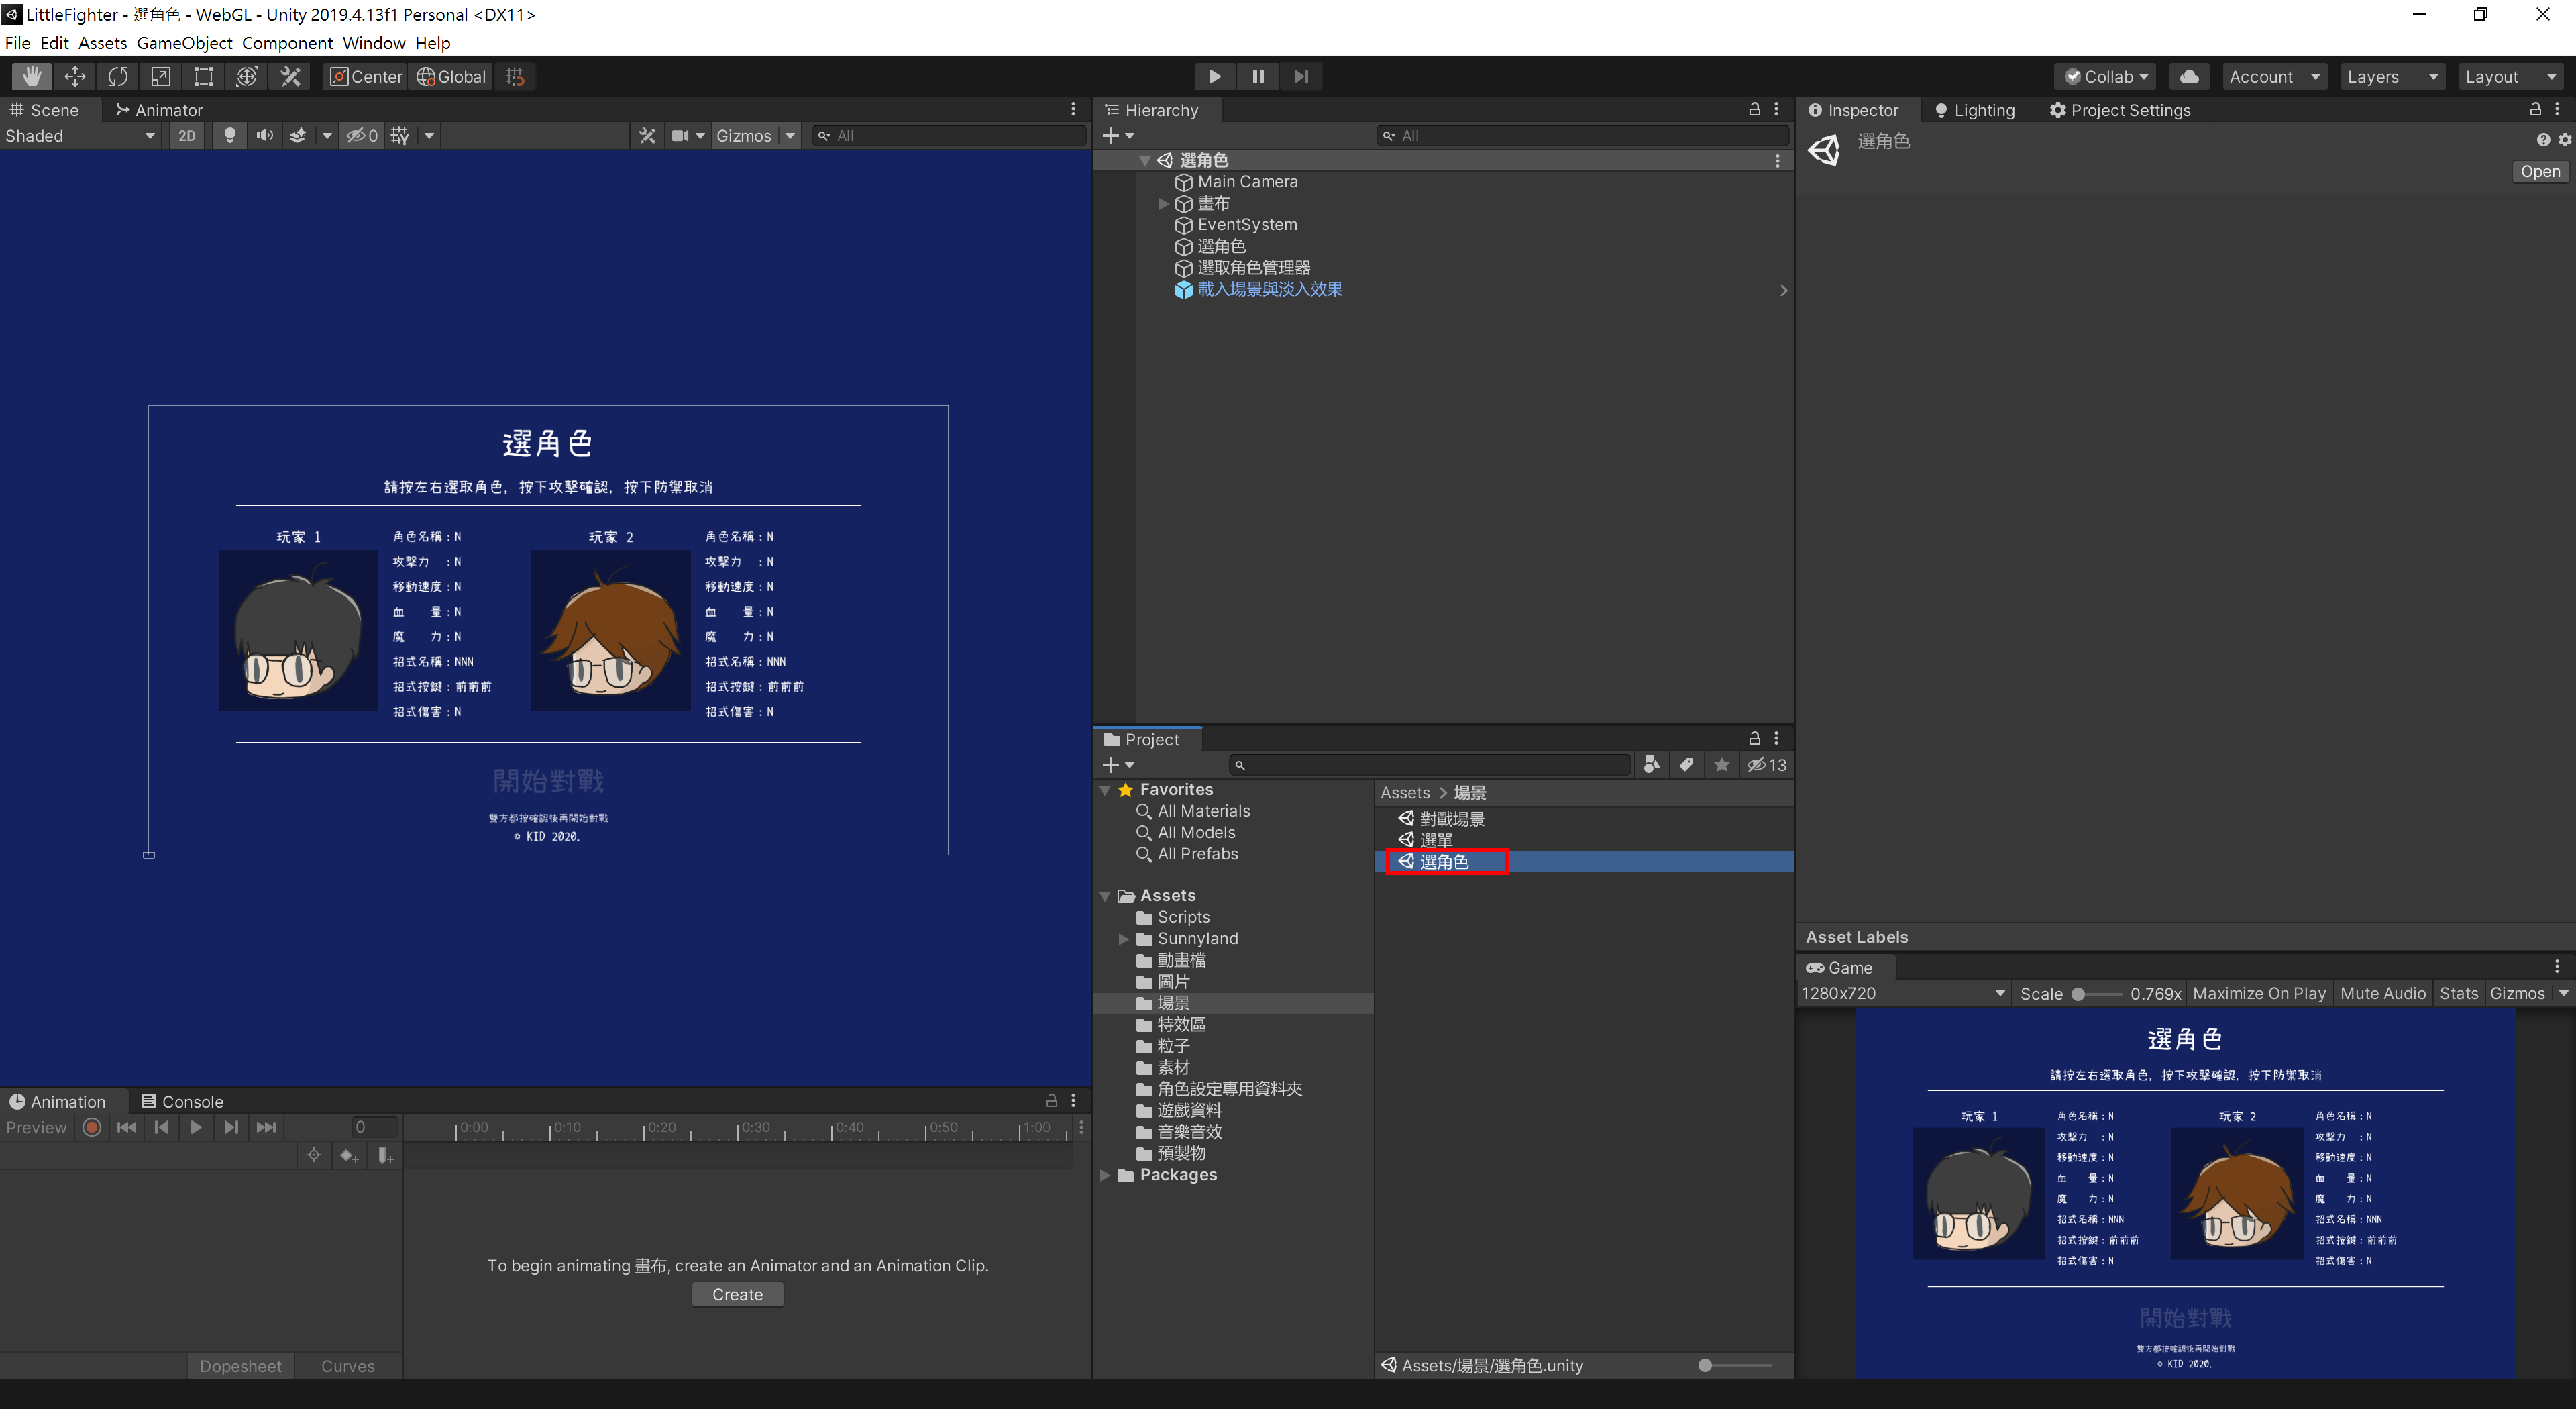 LittleFighter - 選角色 - WebGL - Unity 2019.4.13f1 Personal <DX11>
File Edit Assets GameObject Component Window Help
Center Global
Collab Account Layers Layout
Scene Animator
Shaded 2D 0 Gizmos All
選角色
請按左右選取角色, 按下攻擊確認, 按下防禦取消
玩家 1
角色名稱：N
攻擊力　：N
移動速度：N
血　　量：N
魔　　力：N
招式名稱：NNN
招式按鍵：前前前
招式傷害：N
玩家 2
角色名稱：N
攻擊力　：N
移動速度：N
血　　量：N
魔　　力：N
招式名稱：NNN
招式按鍵：前前前
招式傷害：N
開始對戰
雙方都按確認後再開始對戰
© KID 2020.
Animation Console
Preview 0 0:00 0:10 0:20 0:30 0:40 0:50 1:00
To begin animating 畫布, create an Animator and an Animation Clip.
Create
Dopesheet Curves
Hierarchy
All
選角色
Main Camera
畫布
EventSystem
選角色
選取角色管理器
載入場景與淡入效果
Project
13
Favorites
All Materials
All Models
All Prefabs
Assets
Scripts
Sunnyland
動畫檔
圖片
場景
特效區
粒子
素材
角色設定專用資料夾
遊戲資料
音樂音效
預製物
Packages
Assets > 場景
對戰場景
選單
選角色
Assets/場景/選角色.unity
Inspector Lighting Project Settings
選角色
Open
Asset Labels
Game
1280x720 Scale 0.769x Maximize On Play Mute Audio Stats Gizmos
選角色
請按左右選取角色, 按下攻擊確認, 按下防禦取消
玩家 1
角色名稱：N
攻擊力　：N
移動速度：N
血　　量：N
魔　　力：N
招式名稱：NNN
招式按鍵：前前前
招式傷害：N
玩家 2
角色名稱：N
攻擊力　：N
移動速度：N
血　　量：N
魔　　力：N
招式名稱：NNN
招式按鍵：前前前
招式傷害：N
開始對戰
雙方都按確認後再開始對戰
© KID 2020.